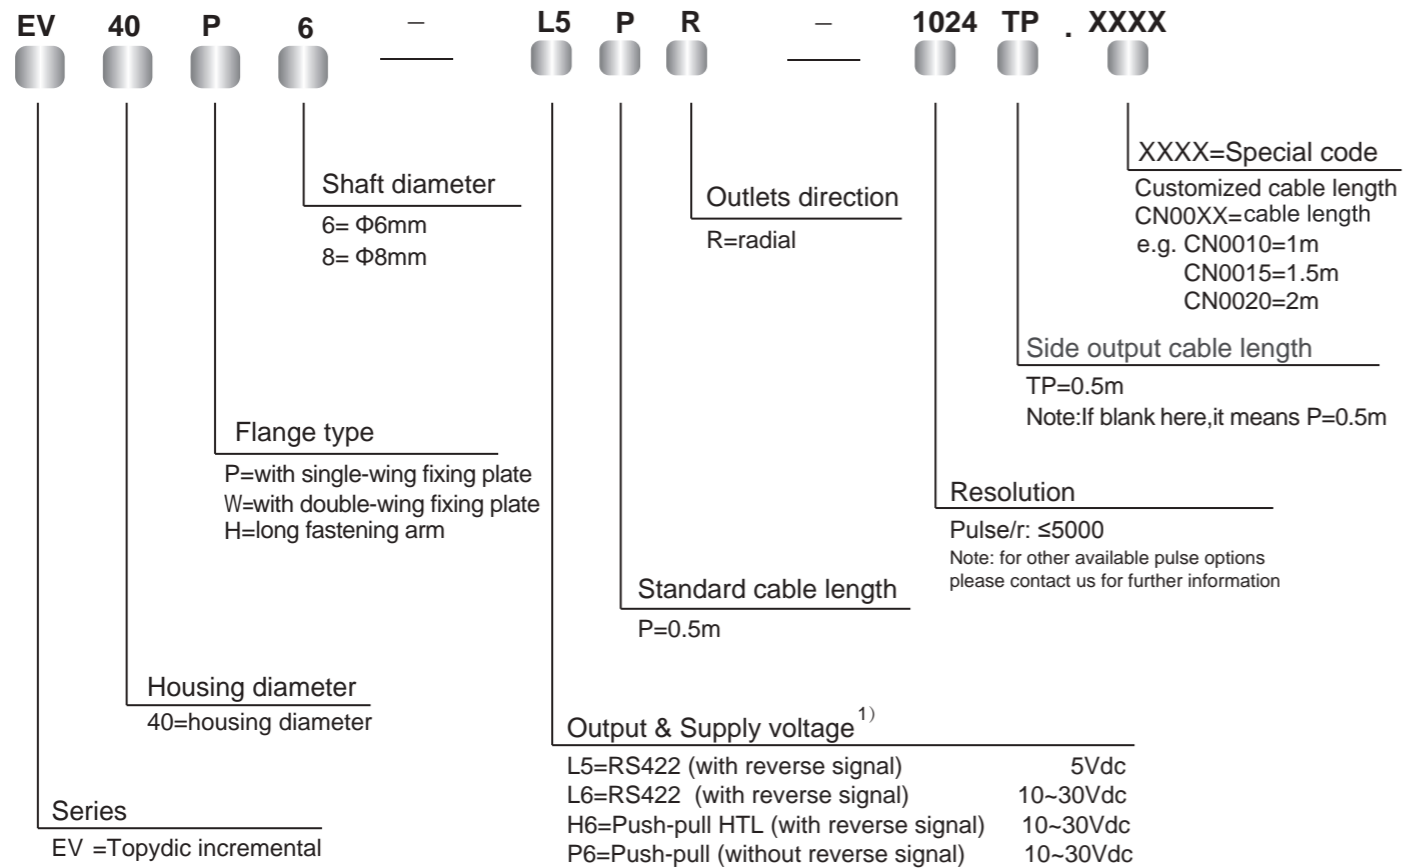 EV 40 P 6 – L5 P R – 1024 TP . XXXX
XXXX=Special code
Customized cable length
CN00XX=cable length
e.g. CN0010=1m
CN0015=1.5m
CN0020=2m
Shaft diameter
6= Φ6mm
8= Φ8mm
Outlets direction
R=radial
Side output cable length
TP=0.5m
Note:If blank here,it means P=0.5m
Flange type
P=with single-wing fixing plate
W=with double-wing fixing plate
H=long fastening arm
Resolution
Pulse/r: ≤5000
Note: for other available pulse options
please contact us for further information
Standard cable length
P=0.5m
Housing diameter
40=housing diameter
Output & Supply voltage 1)
L5=RS422 (with reverse signal) 5Vdc
L6=RS422 (with reverse signal) 10~30Vdc
H6=Push-pull HTL (with reverse signal) 10~30Vdc
P6=Push-pull (without reverse signal) 10~30Vdc
Series
EV =Topydic incremental